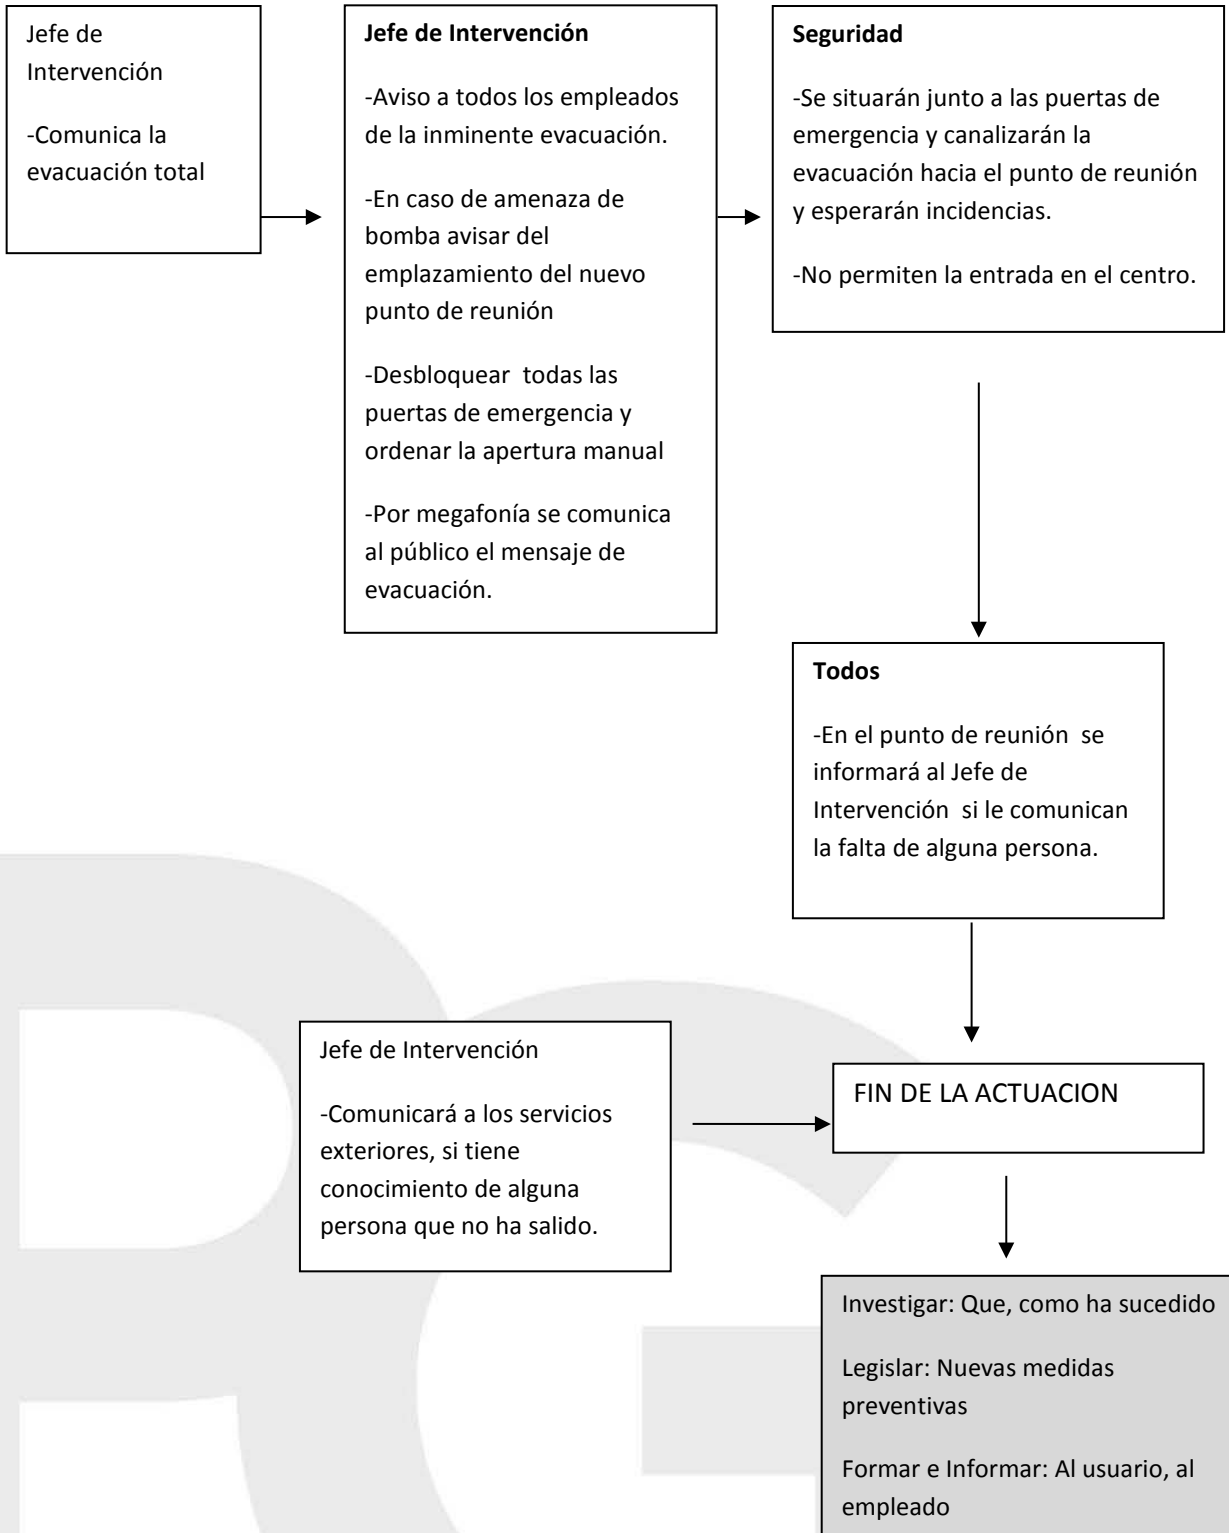 Jefe de
Intervención
-Comunica la
evacuación total
Jefe de Intervención
-Aviso a todos los empleados
de la inminente evacuación.
-En caso de amenaza de
bomba avisar del
emplazamiento del nuevo
punto de reunión
-Desbloquear todas las
puertas de emergencia y
ordenar la apertura manual
-Por megafonía se comunica
al público el mensaje de
evacuación.
Seguridad
-Se situarán junto a las puertas de
emergencia y canalizarán la
evacuación hacia el punto de reunión
y esperarán incidencias.
-No permiten la entrada en el centro.
Todos
-En el punto de reunión se
informará al Jefe de
Intervención si le comunican
la falta de alguna persona.
Jefe de Intervención
-Comunicará a los servicios
exteriores, si tiene
conocimiento de alguna
persona que no ha salido.
FIN DE LA ACTUACION
Investigar: Que, como ha sucedido
Legislar: Nuevas medidas
preventivas
Formar e Informar: Al usuario, al
empleado